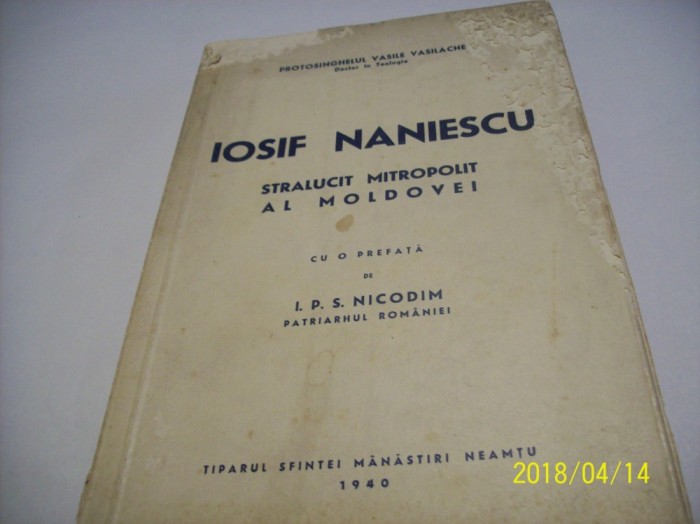 PROTOSINGHELUL VASILE VASILACHE
Doctor în Teologie
IOSIF NANIESCU
STRALUCIT MITROPOLIT
AL MOLDOVEI
CU O PREFAȚĂ
DE
I. P. S. NICODIM
PATRIARHUL ROMÂNIEI
TIPARUL SFINTEI MÂNĂSTIRI NEAMȚU
1940
2018/04/14